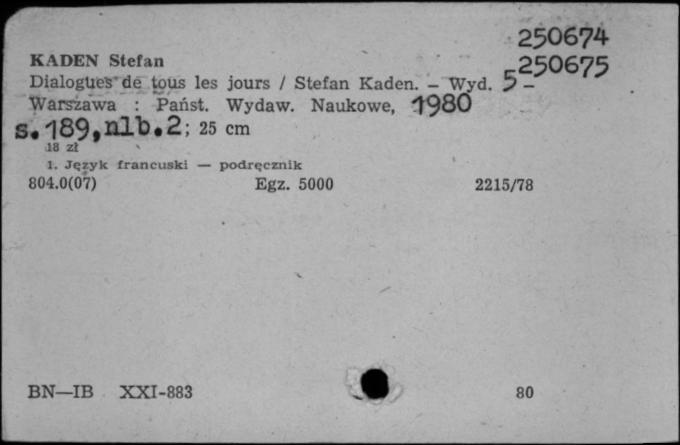 250674
KADEN Stefan
250675
Dialogues de tous les jours / Stefan Kaden. — Wyd. 5 —
Warszawa : Państ. Wydaw. Naukowe, 1980
s. 189, nlb. 2; 25 cm
18 zł
1. Język francuski — podręcznik
804.0(07) Egz. 5000 2215/78
BN—IB XXI-883 80